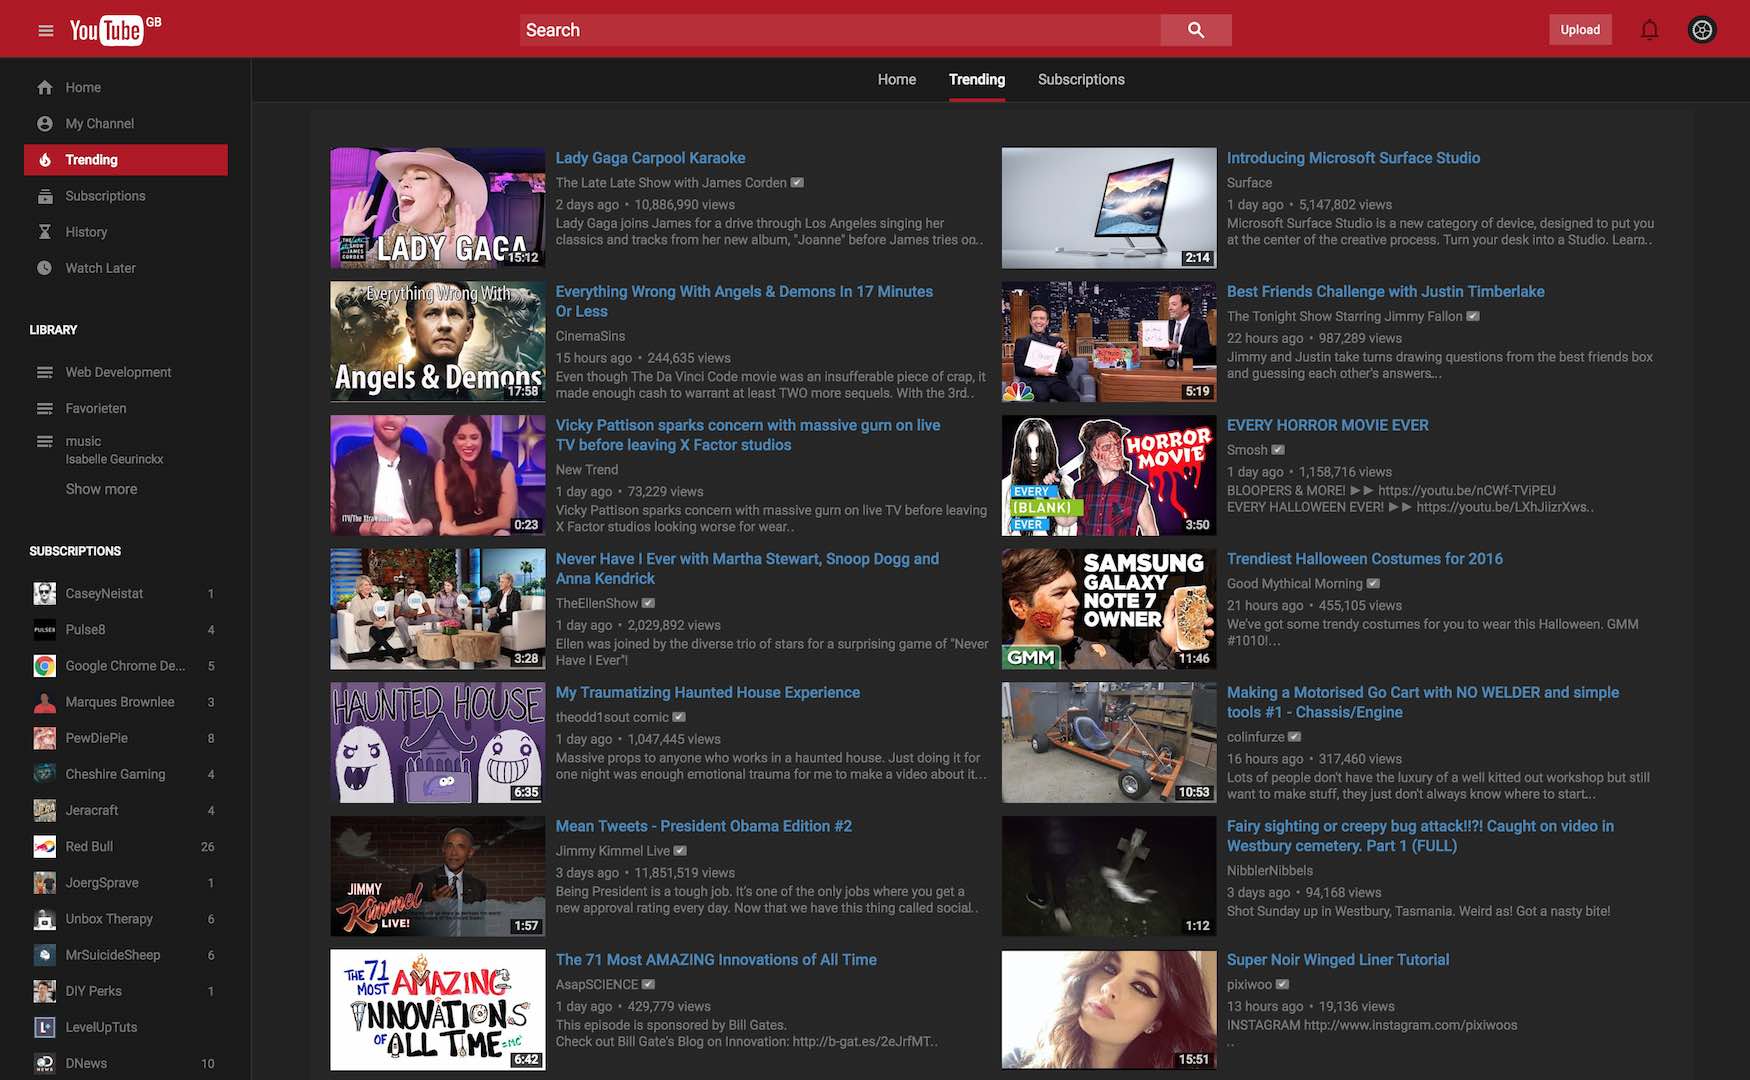 YouTube GB
Search
Upload
Home
My Channel
Trending
Subscriptions
History
Watch Later
LIBRARY
Web Development
Favorieten
music
Isabelle Geurinckx
Show more
SUBSCRIPTIONS
CaseyNeistat 1
Pulse8 4
Google Chrome De... 5
Marques Brownlee 3
PewDiePie 8
Cheshire Gaming 4
Jeracraft 4
Red Bull 26
JoergSprave 1
Unbox Therapy 6
MrSuicideSheep 6
DIY Perks 1
LevelUpTuts
DNews 10
Home Trending Subscriptions
THE LATE LATE SHOW JAMES CORDEN
LADY GAGA
15:12
Lady Gaga Carpool Karaoke
The Late Late Show with James Corden
2 days ago • 10,886,990 views
Lady Gaga joins James for a drive through Los Angeles singing her
classics and tracks from her new album, "Joanne" before James tries on..
2:14
Introducing Microsoft Surface Studio
Surface
1 day ago • 5,147,802 views
Microsoft Surface Studio is a new category of device, designed to put you
at the center of the creative process. Turn your desk into a Studio. Learn..
Everything Wrong With
Angels & Demons
17:58
Everything Wrong With Angels & Demons In 17 Minutes
Or Less
CinemaSins
15 hours ago • 244,635 views
Even though The Da Vinci Code movie was an insufferable piece of crap, it
made enough cash to warrant at least TWO more sequels. With the 3rd..
5:19
Best Friends Challenge with Justin Timberlake
The Tonight Show Starring Jimmy Fallon
22 hours ago • 987,289 views
Jimmy and Justin take turns drawing questions from the best friends box
and guessing each other's answers...
ITV/The Xtra
0:23
Vicky Pattison sparks concern with massive gurn on live
TV before leaving X Factor studios
New Trend
1 day ago • 73,229 views
Vicky Pattison sparks concern with massive gurn on live TV before leaving
X Factor studios looking worse for wear..
HORROR
MOVIE
EVERY
[BLANK]
EVER
3:50
EVERY HORROR MOVIE EVER
Smosh
1 day ago • 1,158,716 views
BLOOPERS & MORE! ►► https://youtu.be/nCWf-TViPEU
EVERY HALLOWEEN EVER! ►► https://youtu.be/LXhJiizrXws..
3:28
Never Have I Ever with Martha Stewart, Snoop Dogg and
Anna Kendrick
TheEllenShow
1 day ago • 2,029,892 views
Ellen was joined by the diverse trio of stars for a surprising game of "Never
Have I Ever"!
SAMSUNG
GALAXY
NOTE 7
OWNER
GMM
11:46
Trendiest Halloween Costumes for 2016
Good Mythical Morning
21 hours ago • 455,105 views
We've got some trendy costumes for you to wear this Halloween. GMM
#1010!...
HAUNTED HOUSE
6:35
My Traumatizing Haunted House Experience
theodd1sout comic
1 day ago • 1,047,445 views
Massive props to anyone who works in a haunted house. Just doing it for
one night was enough emotional trauma for me to make a video about it...
10:53
Making a Motorised Go Cart with NO WELDER and simple
tools #1 - Chassis/Engine
colinfurze
16 hours ago • 317,460 views
Lots of people don't have the luxury of a well kitted out workshop but still
want to make stuff, they just don't always know where to start...
JIMMY
Kimmel
LIVE!
1:57
Mean Tweets - President Obama Edition #2
Jimmy Kimmel Live
3 days ago • 11,851,519 views
Being President is a tough job. It's one of the only jobs where you get a
new approval rating every day. Now that we have this thing called social..
1:12
Fairy sighting or creepy bug attack!!?! Caught on video in
Westbury cemetery. Part 1 (FULL)
NibblerNibbels
3 days ago • 94,168 views
Shot Sunday up in Westbury, Tasmania. Weird as! Got a nasty bite!
THE 71
MOST AMAZING
INNOVATIONS
OF ALL TIME
6:42
The 71 Most AMAZING Innovations of All Time
AsapSCIENCE
1 day ago • 429,779 views
This episode is sponsored by Bill Gates.
Check out Bill Gate's Blog on Innovation: http://b-gat.es/2eJrfMT..
15:51
Super Noir Winged Liner Tutorial
pixiwoo
13 hours ago • 19,136 views
INSTAGRAM http://www.instagram.com/pixiwoos
..